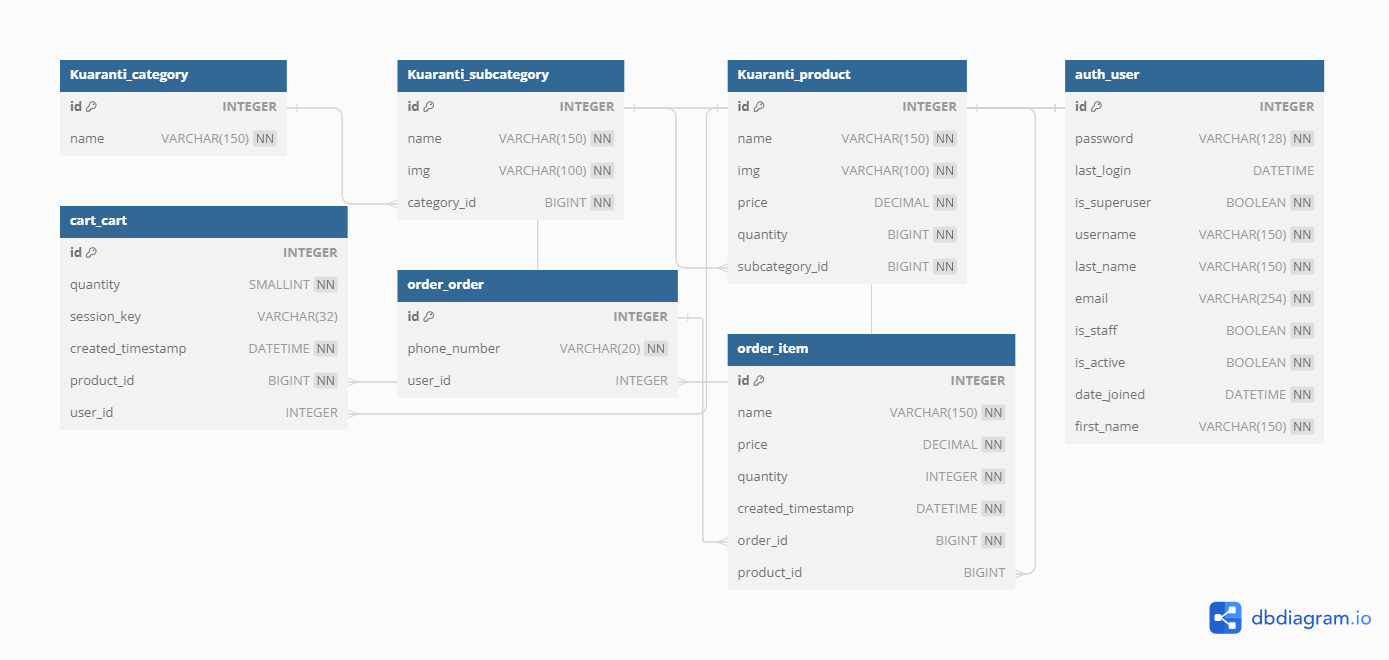 Kuaranti_category
id INTEGER
name VARCHAR(150) NN
cart_cart
id INTEGER
quantity SMALLINT NN
session_key VARCHAR(32)
created_timestamp DATETIME NN
product_id BIGINT NN
user_id INTEGER
Kuaranti_subcategory
id INTEGER
name VARCHAR(150) NN
img VARCHAR(100) NN
category_id BIGINT NN
order_order
id INTEGER
phone_number VARCHAR(20) NN
user_id INTEGER
Kuaranti_product
id INTEGER
name VARCHAR(150) NN
img VARCHAR(100) NN
price DECIMAL NN
quantity BIGINT NN
subcategory_id BIGINT NN
order_item
id INTEGER
name VARCHAR(150) NN
price DECIMAL NN
quantity INTEGER NN
created_timestamp DATETIME NN
order_id BIGINT NN
product_id BIGINT
auth_user
id INTEGER
password VARCHAR(128) NN
last_login DATETIME
is_superuser BOOLEAN NN
username VARCHAR(150) NN
last_name VARCHAR(150) NN
email VARCHAR(254) NN
is_staff BOOLEAN NN
is_active BOOLEAN NN
date_joined DATETIME NN
first_name VARCHAR(150) NN
dbdiagram.io